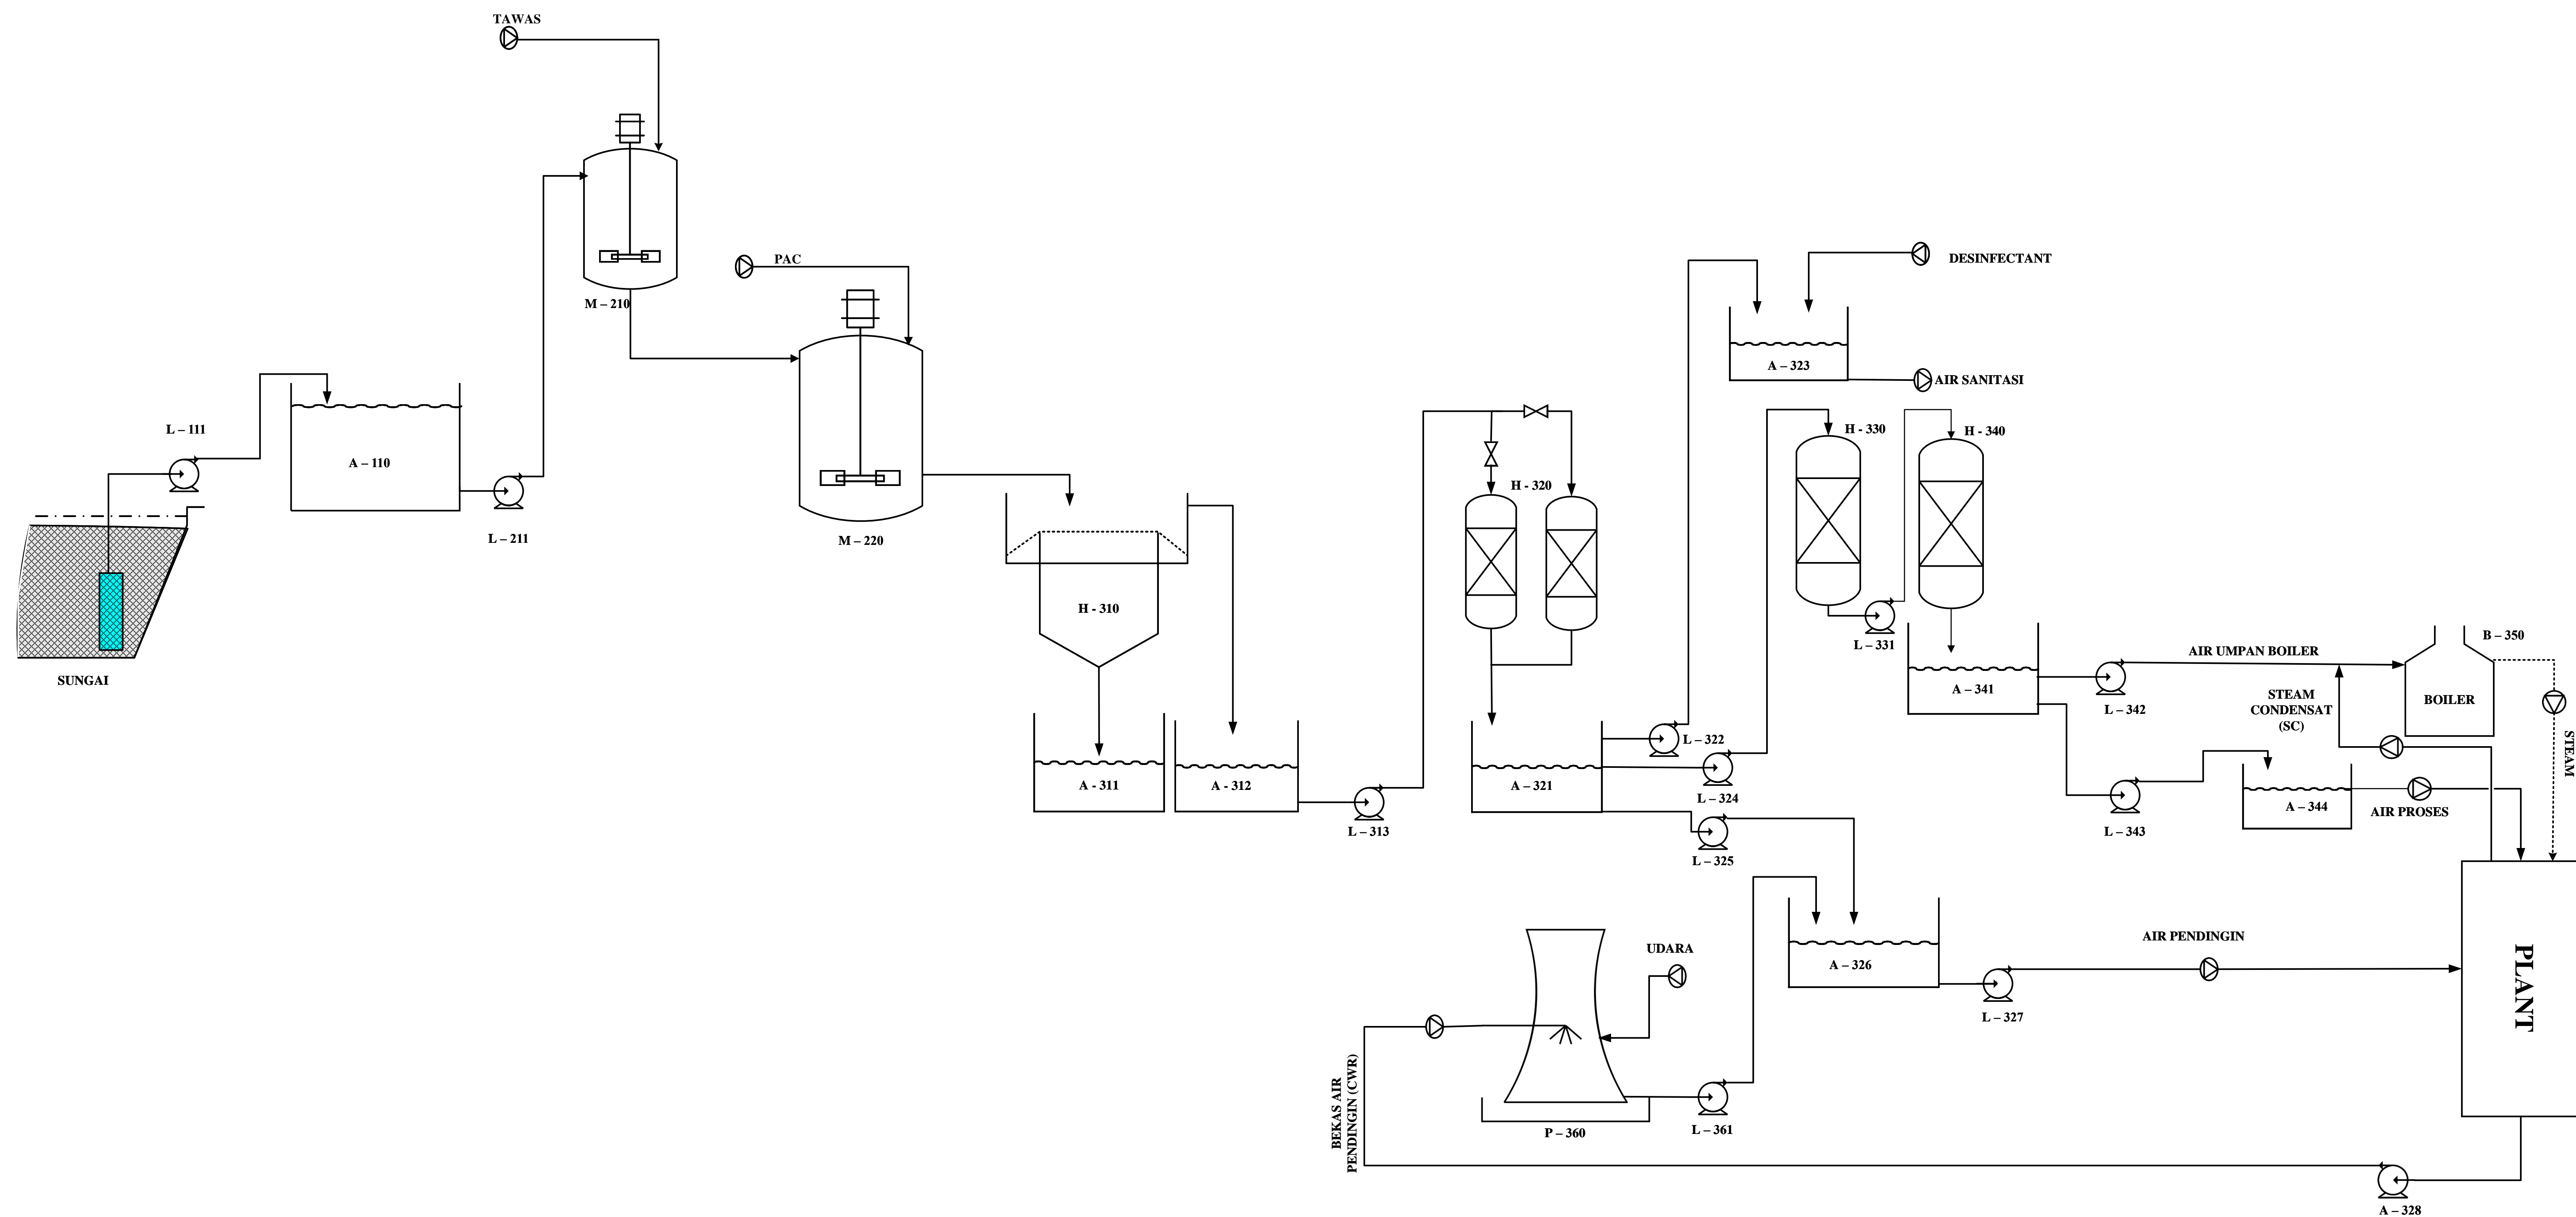 TAWAS
M – 210
PAC
L – 111
A – 110
L – 211
SUNGAI
M – 220
H - 310
A - 311
A - 312
L – 313
H - 320
A – 321
L – 322
L – 324
L – 325
DESINFECTANT
A – 323
AIR SANITASI
H - 330
H - 340
L – 331
A – 341
AIR UMPAN BOILER
L – 342
B – 350
BOILER
STEAM
CONDENSAT
(SC)
STEAM
L – 343
A – 344
AIR PROSES
UDARA
A – 326
L – 327
AIR PENDINGIN
PLANT
BEKAS AIR
PENDINGIN (CWR)
P – 360
L – 361
A – 328